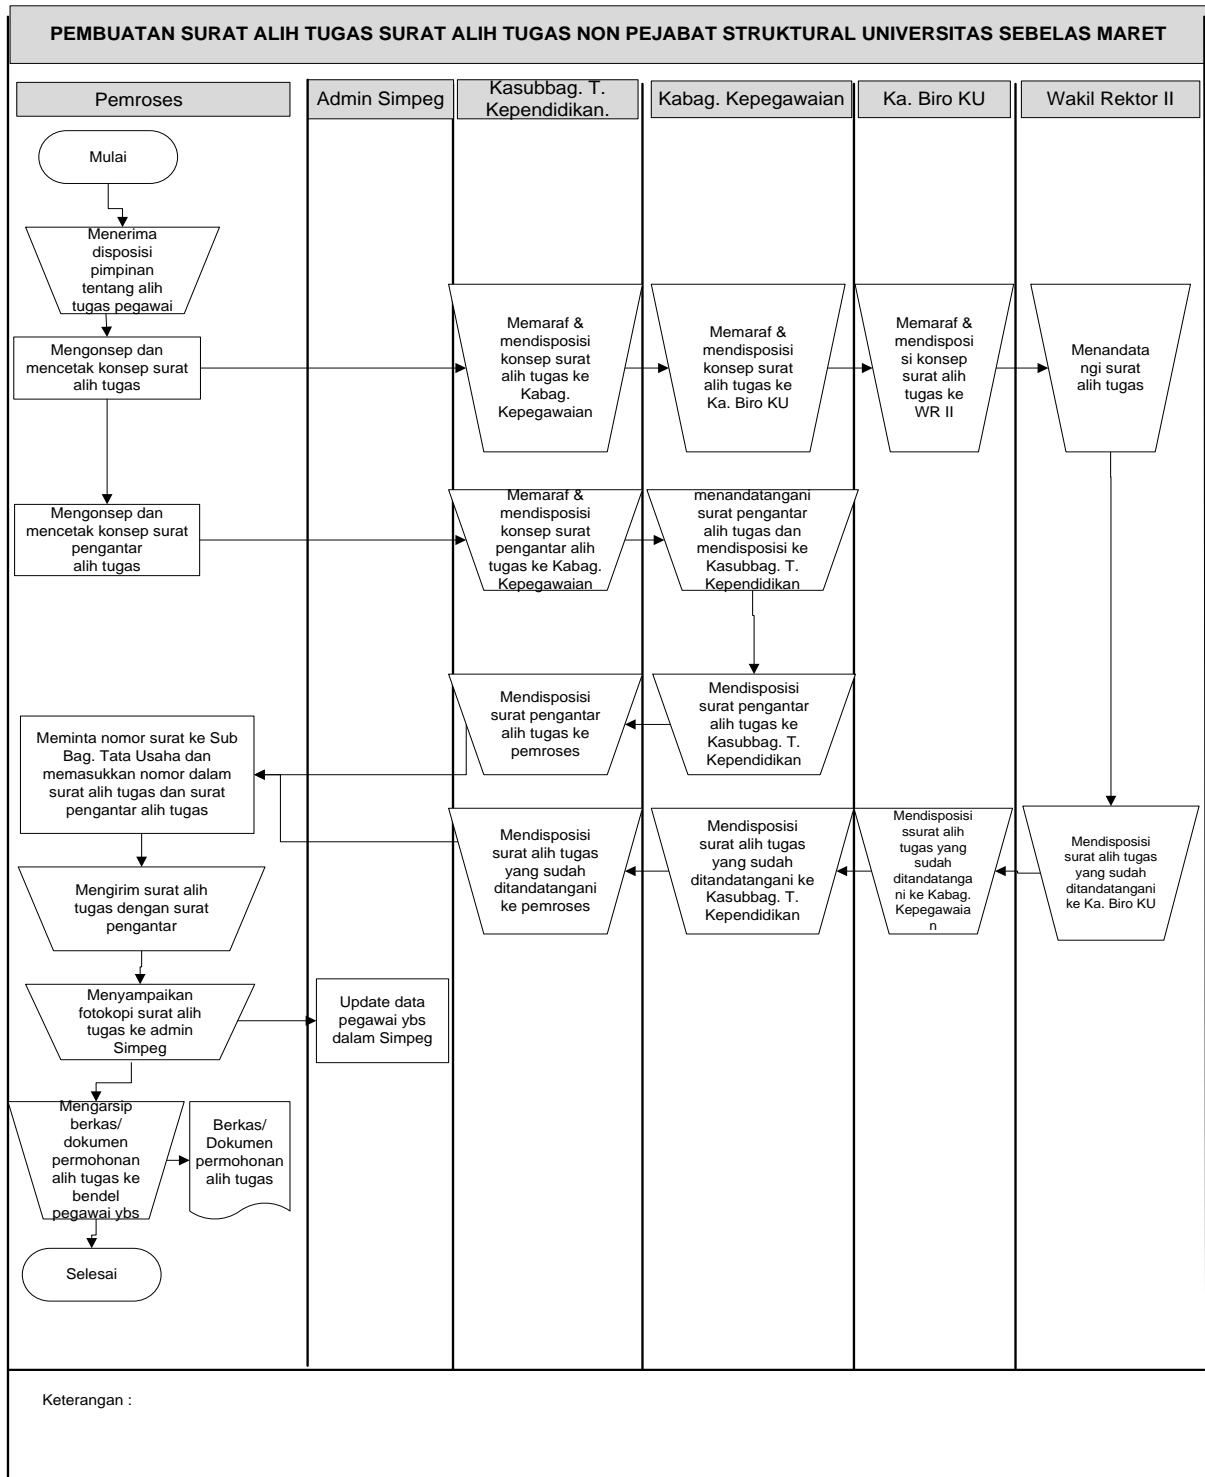 PEMBUATAN SURAT ALIH TUGAS SURAT ALIH TUGAS NON PEJABAT STRUKTURAL UNIVERSITAS SEBELAS MARET
Pemroses
Admin Simpeg
Kasubbag. T.
Kependidikan.
Kabag. Kepegawaian
Ka. Biro KU
Wakil Rektor II
Mulai
Menerima
disposisi
pimpinan
tentang alih
tugas pegawai
Mengonsep dan
mencetak konsep surat
alih tugas
Memaraf &
mendisposisi
konsep surat
alih tugas ke
Kabag.
Kepegawaian
Memaraf &
mendisposisi
konsep surat
alih tugas ke
Ka. Biro KU
Memaraf &
mendisposi
si konsep
surat alih
tugas ke
WR II
Menandata
ngi surat
alih tugas
Mengonsep dan
mencetak konsep surat
pengantar
alih tugas
Memaraf &
mendisposisi
konsep surat
pengantar alih
tugas ke Kabag.
Kepegawaian
menandatangani
surat pengantar
alih tugas dan
mendisposisi ke
Kasubbag. T.
Kependidikan
Mendisposisi
surat pengantar
alih tugas ke
pemroses
Mendisposisi
surat pengantar
alih tugas ke
Kasubbag. T.
Kependidikan
Meminta nomor surat ke Sub
Bag. Tata Usaha dan
memasukkan nomor dalam
surat alih tugas dan surat
pengantar alih tugas
Mendisposisi
surat alih tugas
yang sudah
ditandatangani
ke pemroses
Mendisposisi
surat alih tugas
yang sudah
ditandatangani ke
Kasubbag. T.
Kependidikan
Mendisposisi
ssurat alih
tugas yang
sudah
ditandatanga
ni ke Kabag.
Kepegawaia
n
Mendisposisi
surat alih tugas
yang sudah
ditandatangani
ke Ka. Biro KU
Mengirim surat alih
tugas dengan surat
pengantar
Menyampaikan
fotokopi surat alih
tugas ke admin
Simpeg
Update data
pegawai ybs
dalam Simpeg
Mengarsip
berkas/
dokumen
permohonan
alih tugas ke
bendel
pegawai ybs
Berkas/
Dokumen
permohonan
alih tugas
Selesai
Keterangan :